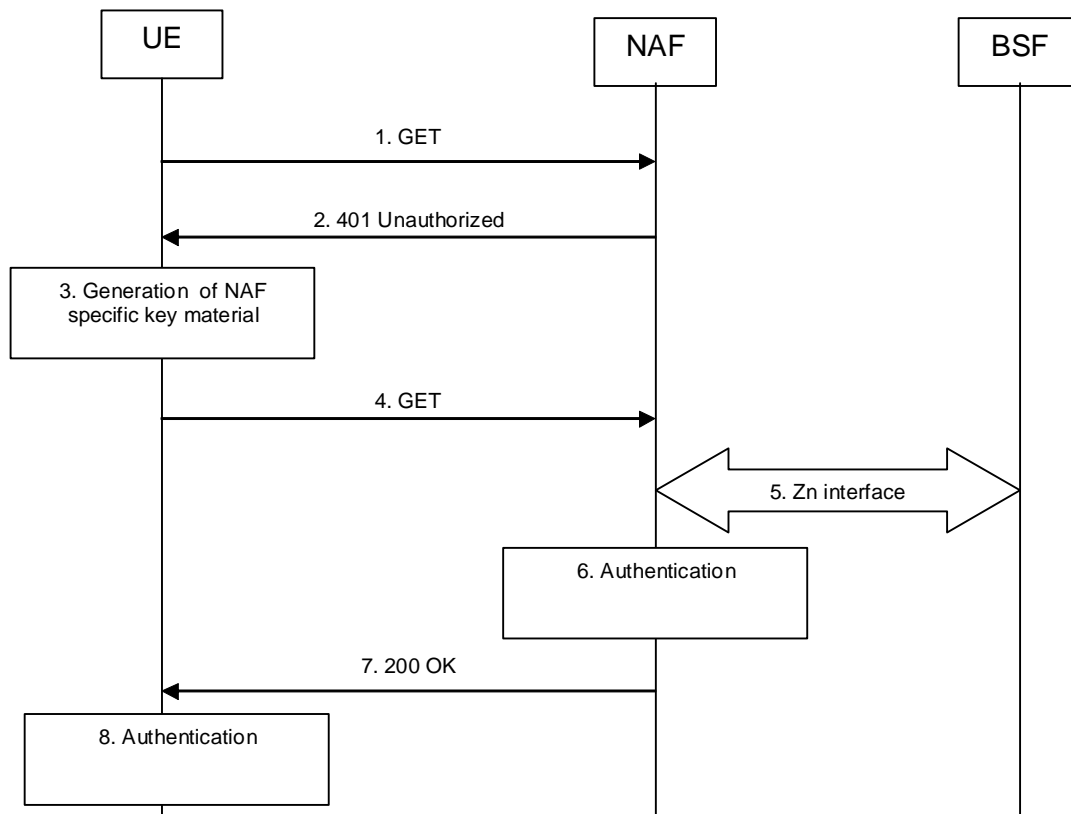 UE
NAF
BSF
1. GET
2. 401 Unauthorized
3. Generation of NAF
specific key material
4. GET
5. Zn interface
6. Authentication
7. 200 OK
8. Authentication